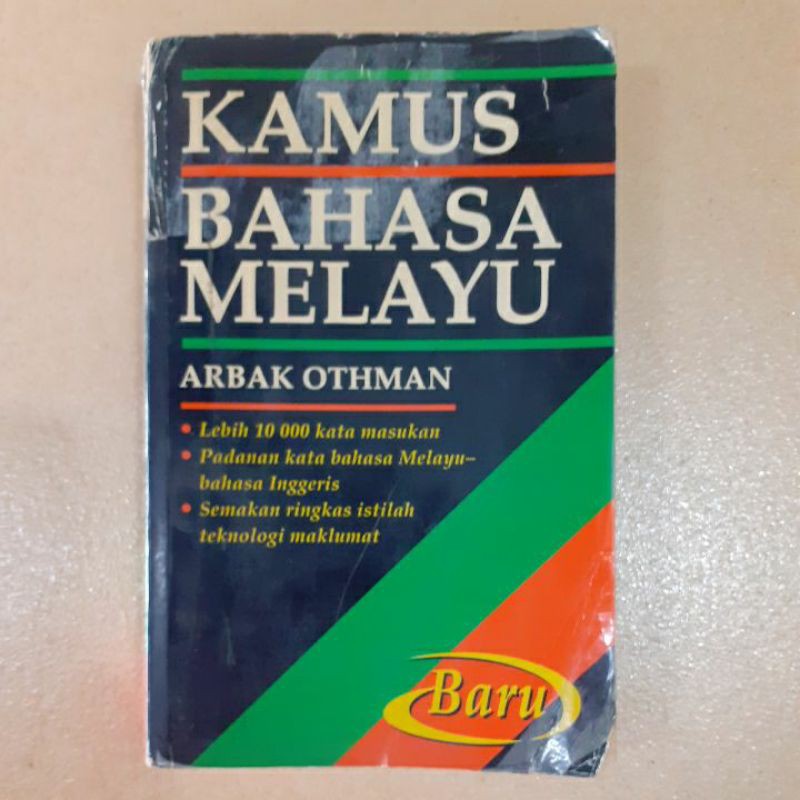 KAMUS
BAHASA
MELAYU
ARBAK OTHMAN
• Lebih 10 000 kata masukan
• Padanan kata bahasa Melayu–
bahasa Inggeris
• Semakan ringkas istilah
teknologi maklumat
Baru